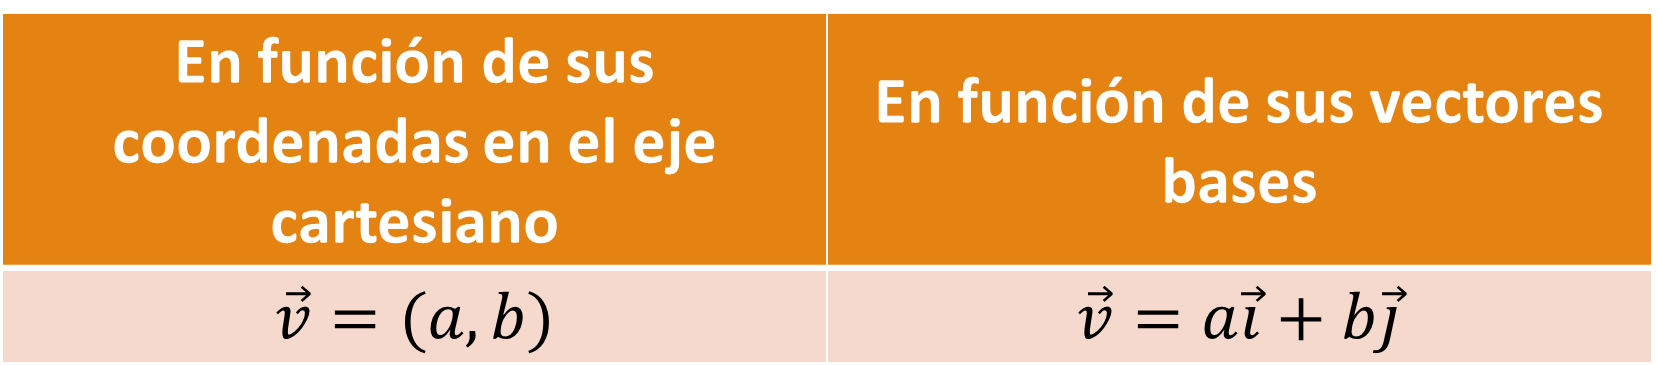 En función de sus
coordenadas en el eje
cartesiano
En función de sus vectores
bases
v⃗ = (a, b)
v⃗ = ai⃗ + bj⃗